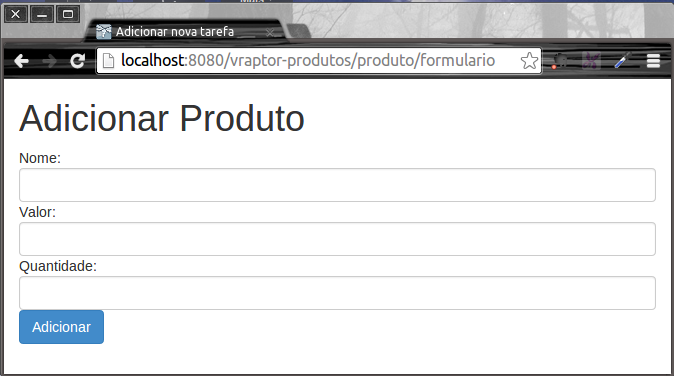 Adicionar nova tarefa
localhost:8080/vraptor-produtos/produto/formulario
Adicionar Produto
Nome:
Valor:
Quantidade:
Adicionar